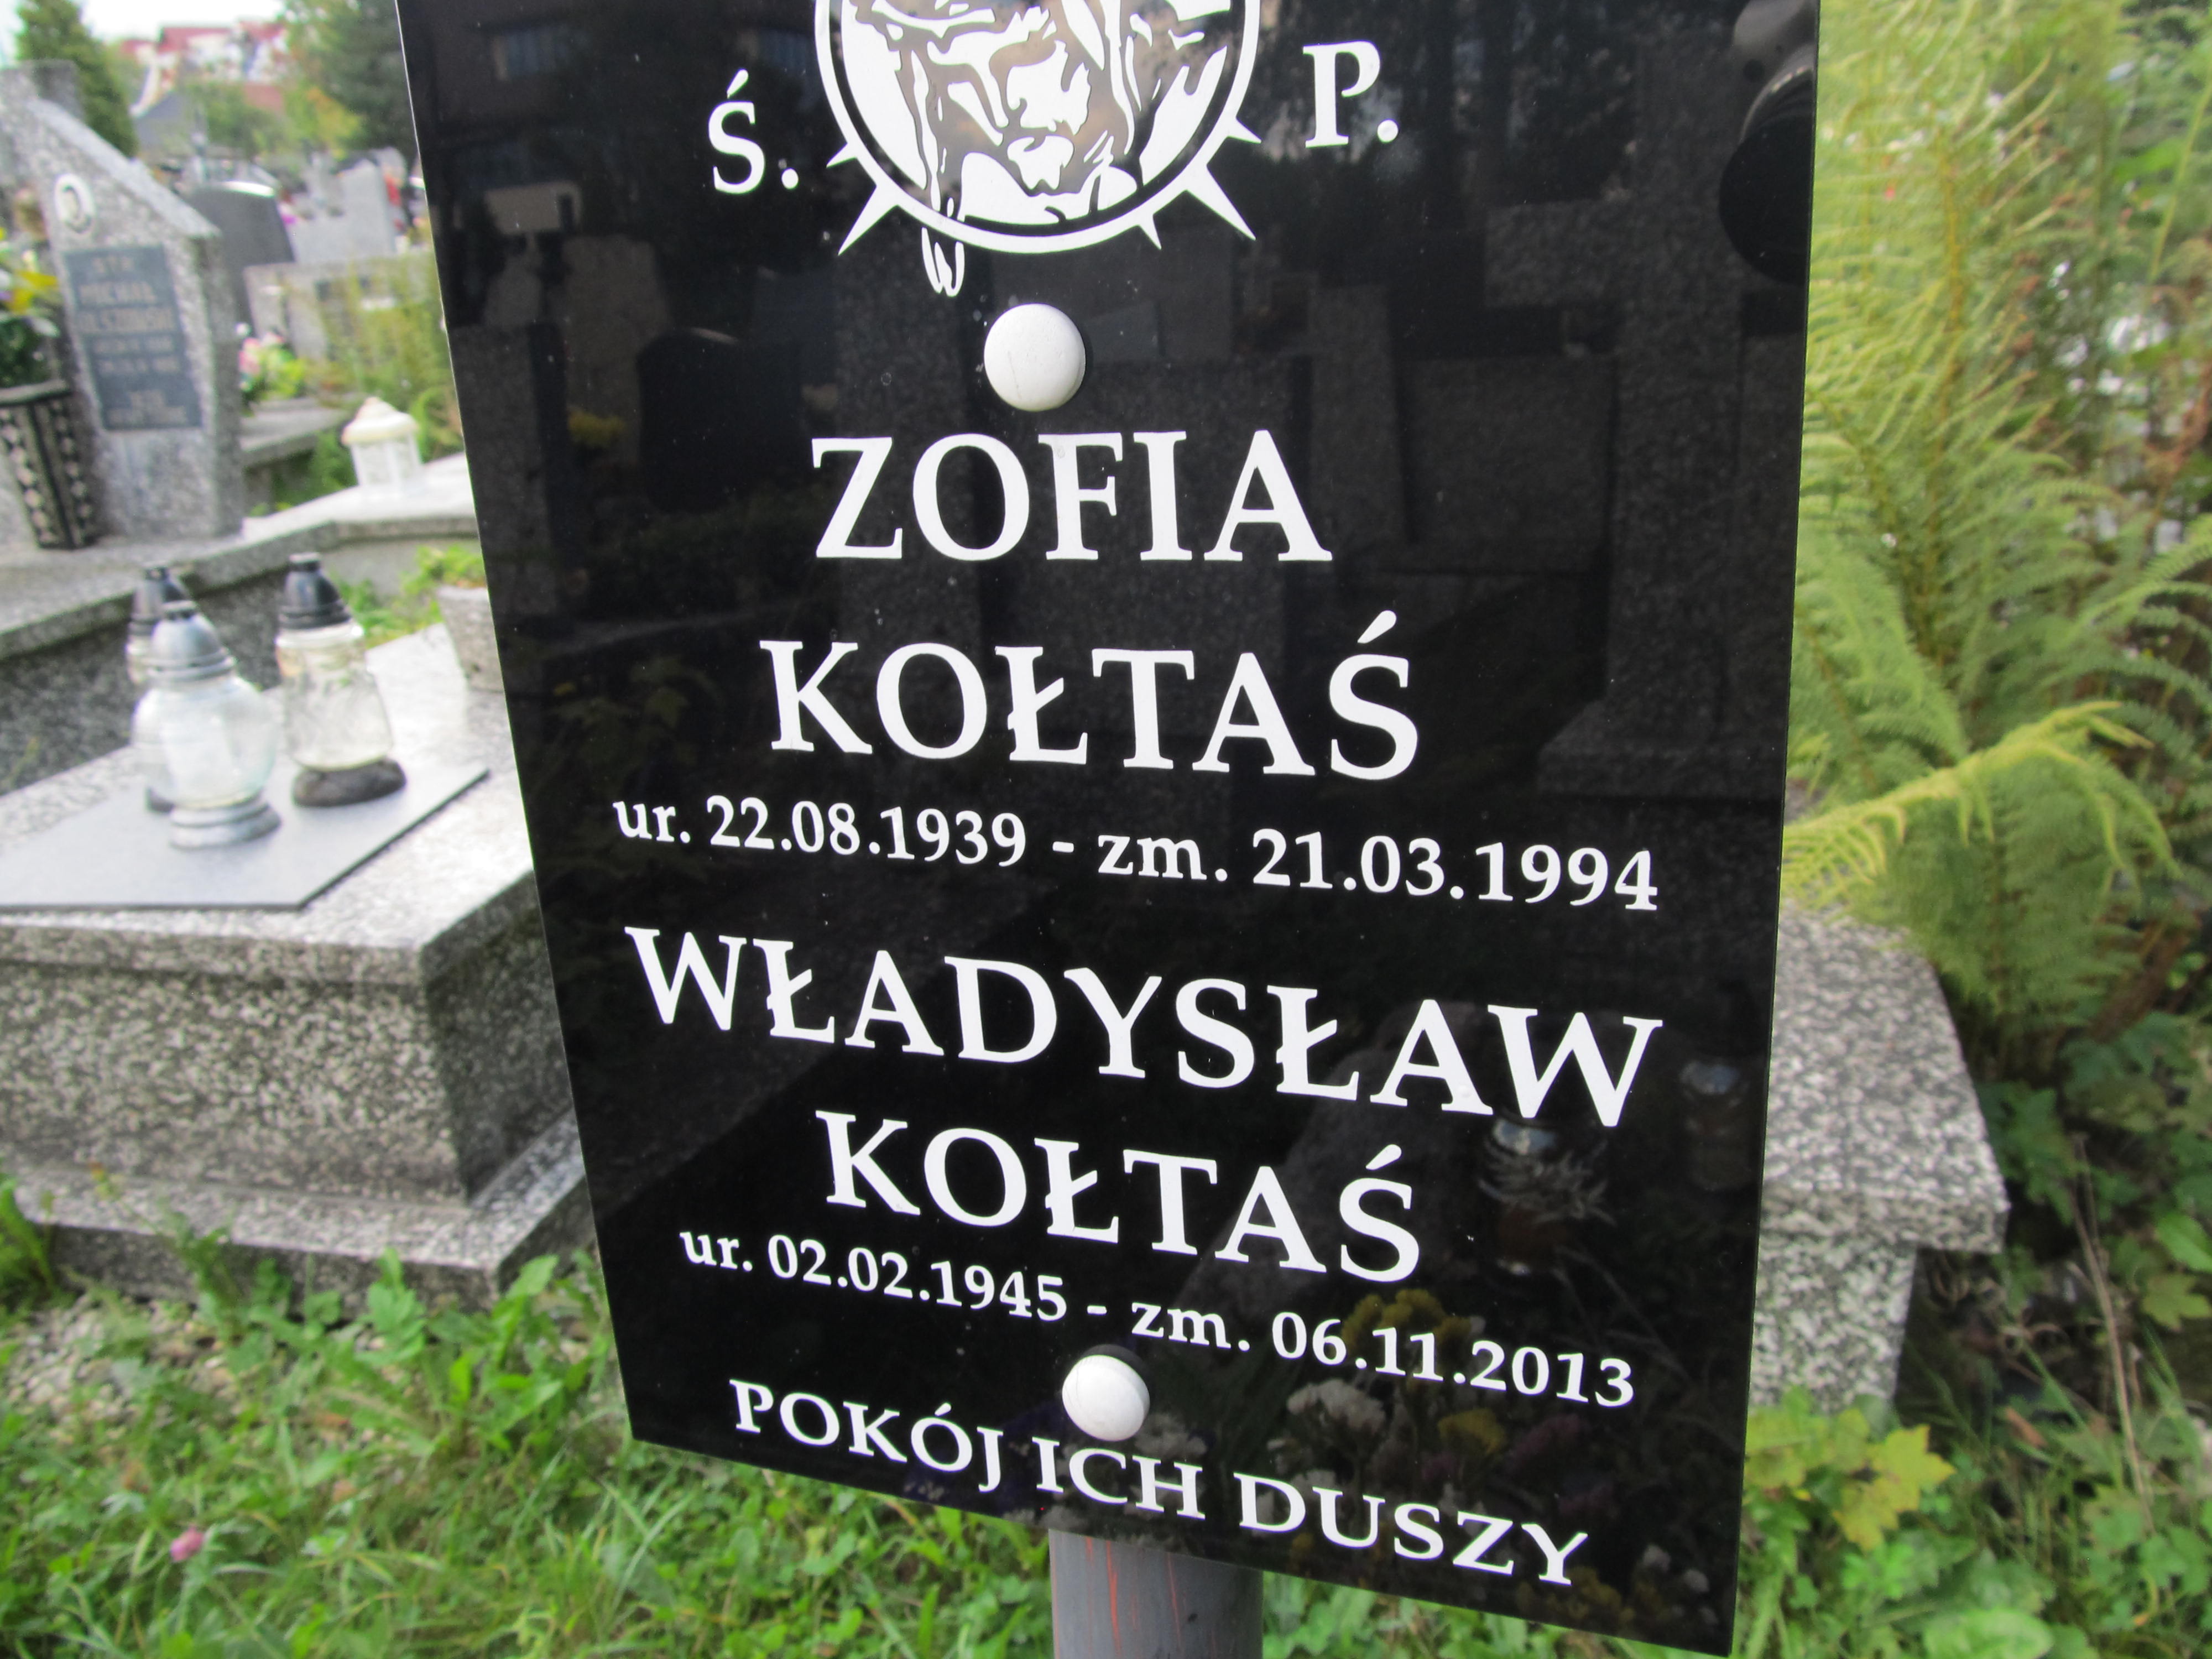 Ś. P.
ZOFIA
KOŁTAŚ
ur. 22.08.1939 - zm. 21.03.1994
WŁADYSŁAW
KOŁTAŚ
ur. 02.02.1945 - zm. 06.11.2013
POKÓJ ICH DUSZY